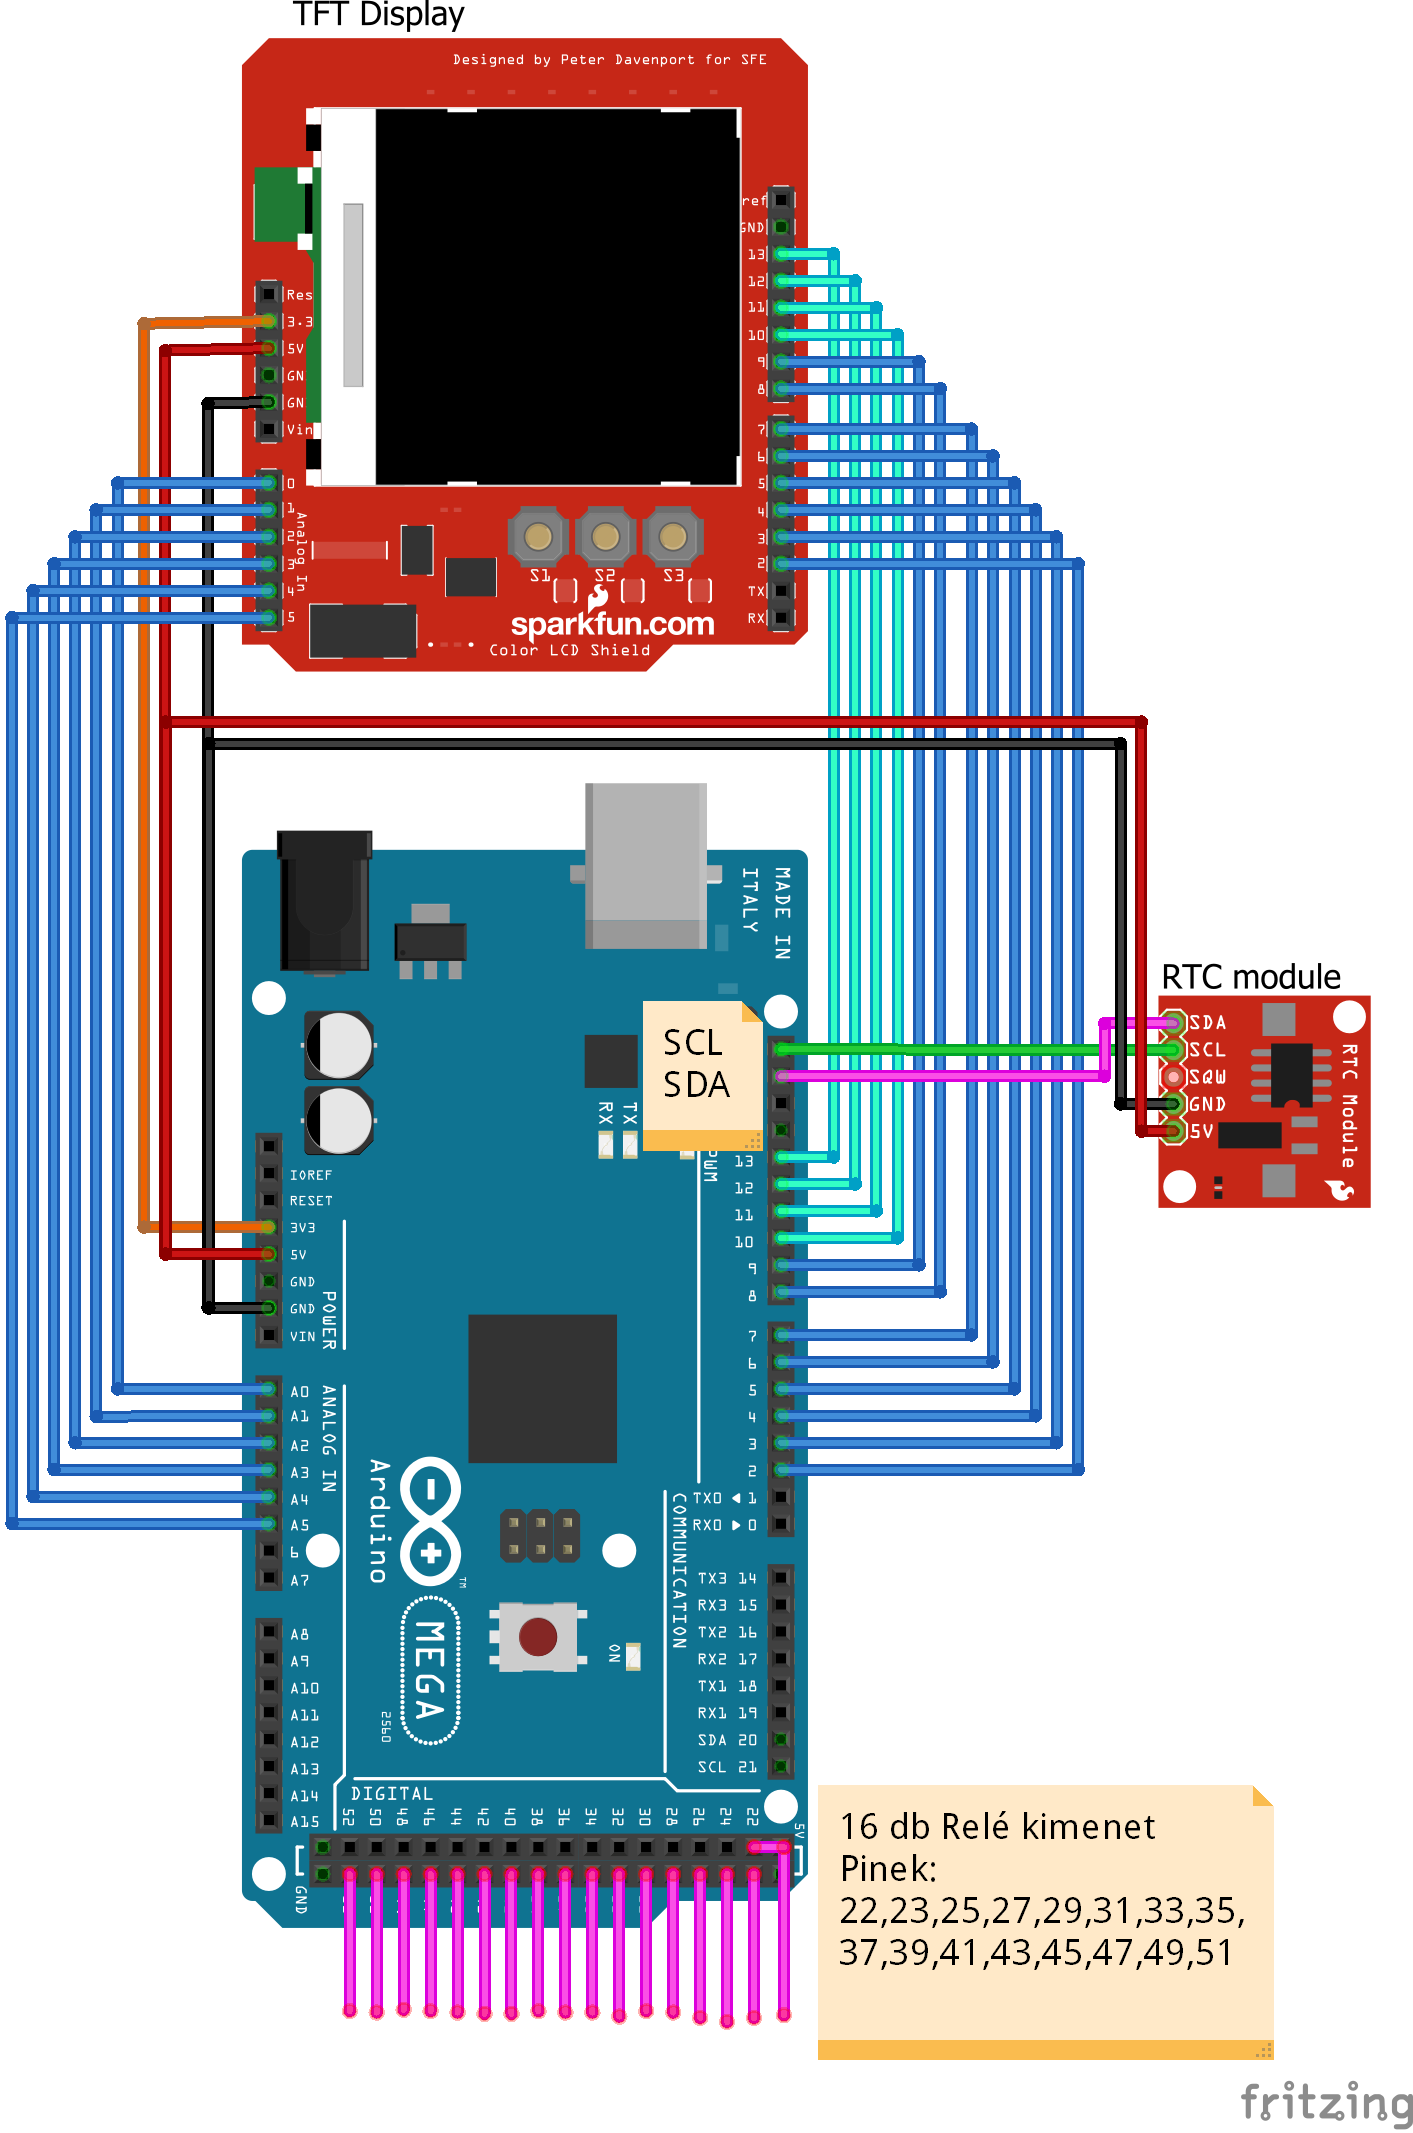 TFT Display
Designed by Peter Davenport for SFE
ref
GND
13
12
11
10
9
8
7
6
5
4
3
2
TX
RX
Res
3.3
5V
GN
GN
Vin
0
1
2
3
4
5
Analog In
S1 S2 S3
sparkfun.com
Color LCD Shield
MADE IN
ITALY
SCL
SDA
RX TX
PWM
13
12
11
10
9
8
7
6
5
4
3
2
TX0 ◄ 1
RX0 ► 0
TX3 14
RX3 15
TX2 16
RX2 17
TX1 18
RX1 19
SDA 20
SCL 21
COMMUNICATION
IOREF
RESET
3V3
5V
GND
GND
VIN
POWER
A0
A1
A2
A3
A4
A5
6
A7
ANALOG IN
A8
A9
A10
A11
A12
A13
A14
A15
Arduino
TM
MEGA
2560
ON
DIGITAL
52 50 48 46 44 42 40 38 36 34 32 30 28 26 24 22
5V
GND
RTC module
SDA
SCL
SQW
GND
5V
RTC Module
16 db Relé kimenet
Pinek:
22,23,25,27,29,31,33,35,
37,39,41,43,45,47,49,51
fritzing